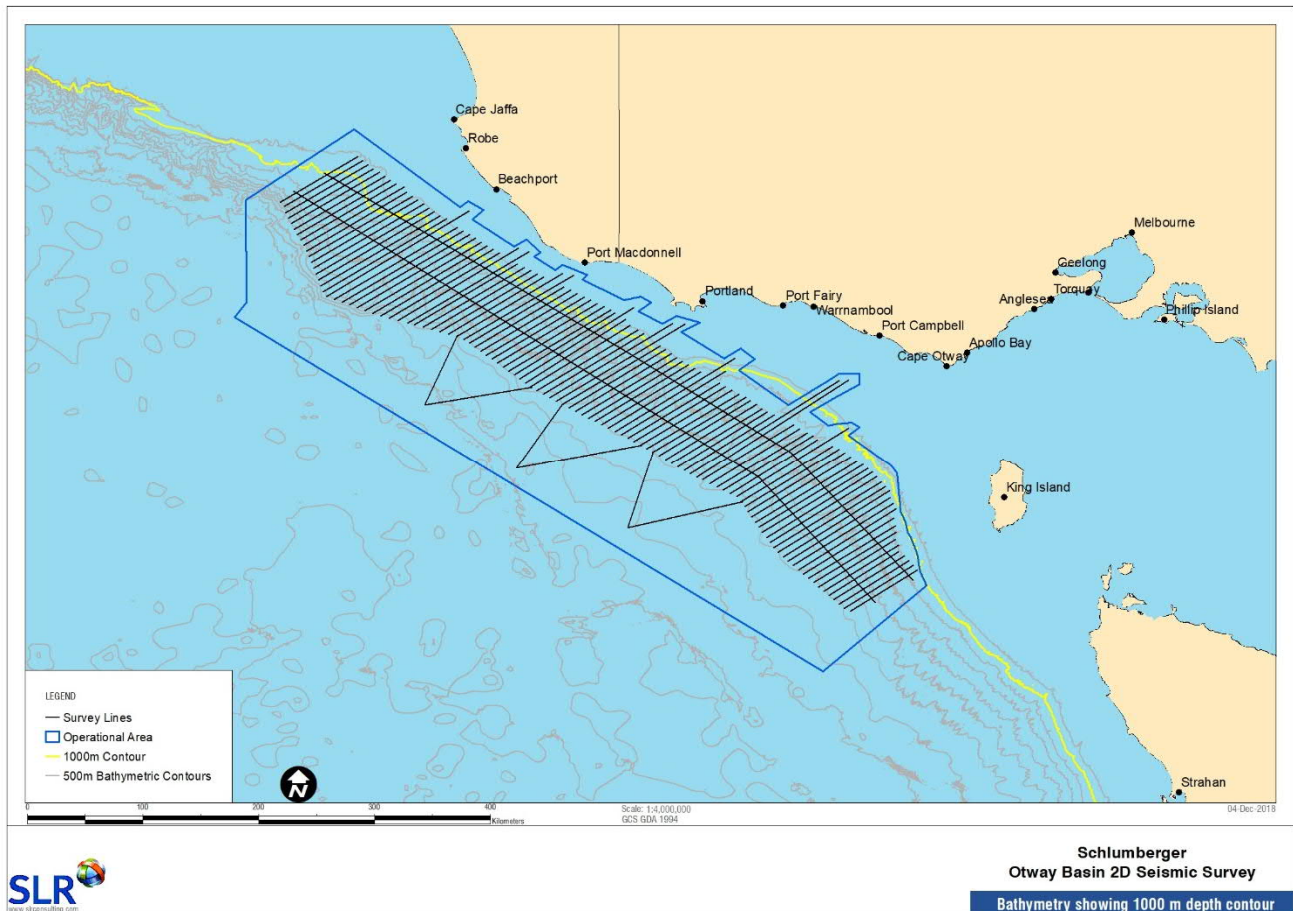 Cape Jaffa
Robe
Beachport
Port Macdonnell
Portland
Port Fairy
Warrnambool
Port Campbell
Cape Otway
Apollo Bay
Anglesea
Torquay
Geelong
Melbourne
Phillip Island
King Island
Strahan
LEGEND
Survey Lines
Operational Area
1000m Contour
500m Bathymetric Contours
N
0 100 200 300 400
Kilometers
Scale: 1:4,000,000
GCS GDA 1994
04-Dec-2018
SLR
www.slrconsulting.com
Schlumberger
Otway Basin 2D Seismic Survey
Bathymetry showing 1000 m depth contour